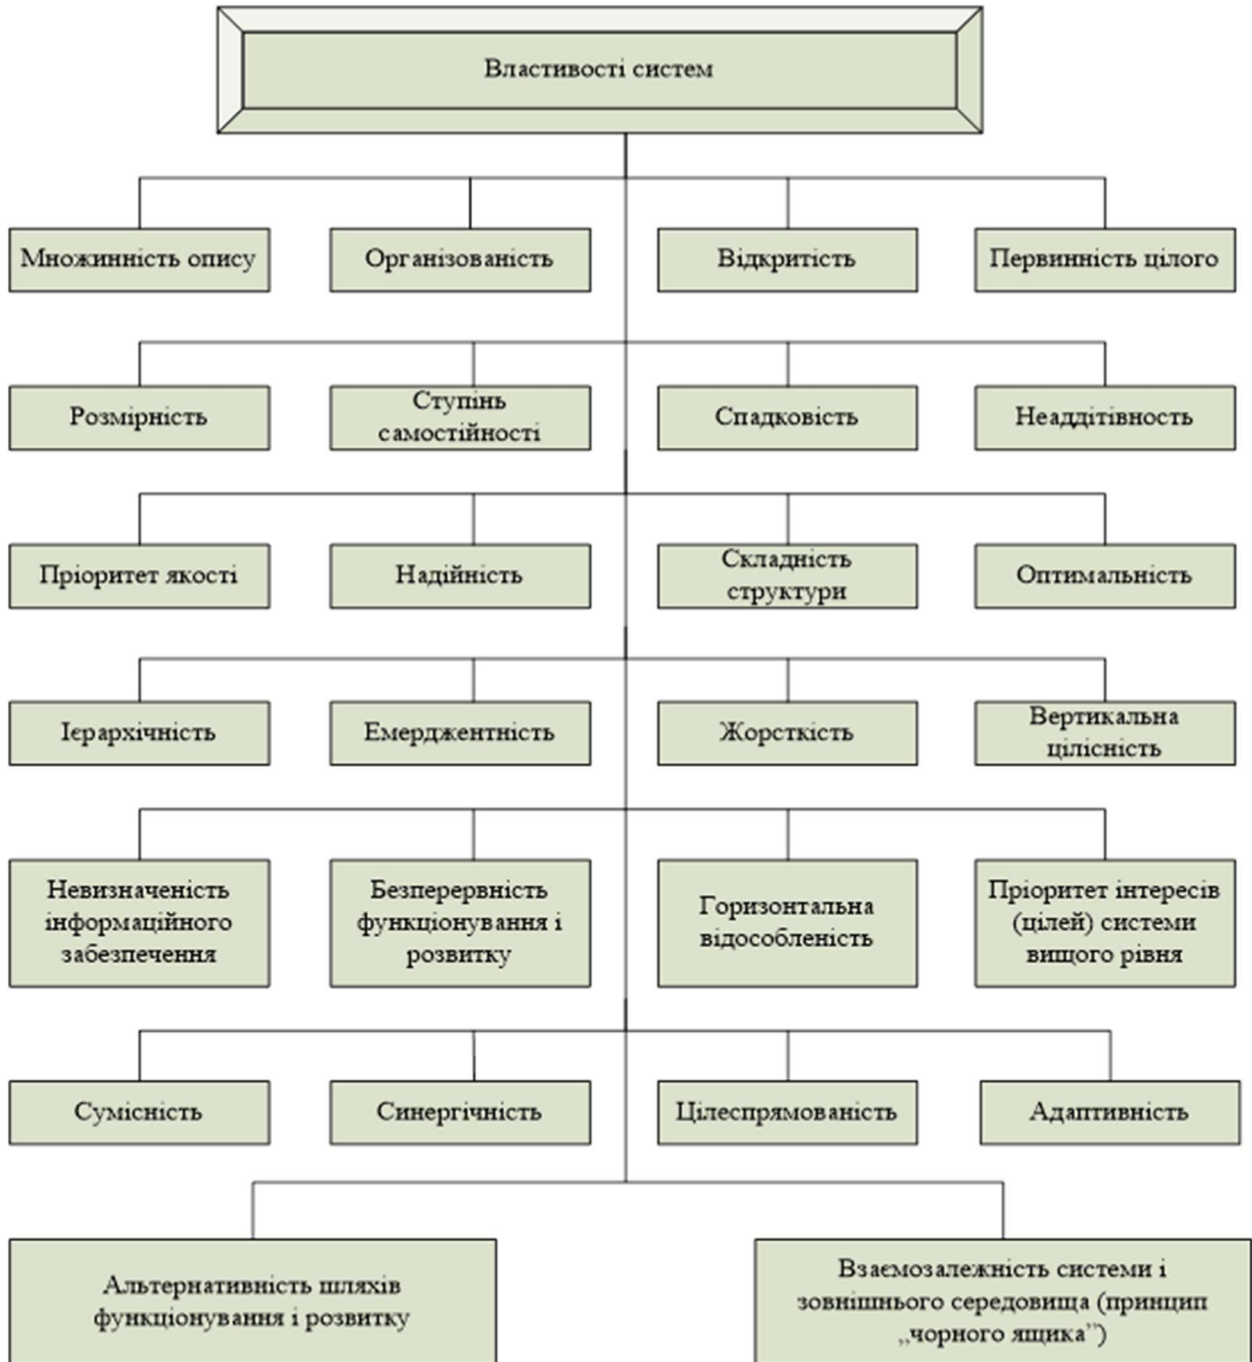 Властивості систем
Множинність опису
Організованість
Відкритість
Первинність цілого
Розмірність
Ступінь
самостійності
Спадковість
Неаддітівность
Пріоритет якості
Надійність
Складність
структури
Оптимальність
Ієрархічність
Емерджентність
Жорсткість
Вертикальна
цілісність
Невизначеність
інформаційного
забезпечення
Безперервність
функціонування і
розвитку
Горизонтальна
відособленість
Пріоритет інтересів
(цілей) системи
вищого рівня
Сумісність
Синергічність
Цілеспрямованість
Адаптивність
Альтернативність шляхів
функціонування і розвитку
Взаємозалежність системи і
зовнішнього середовища (принцип
„чорного ящика”)